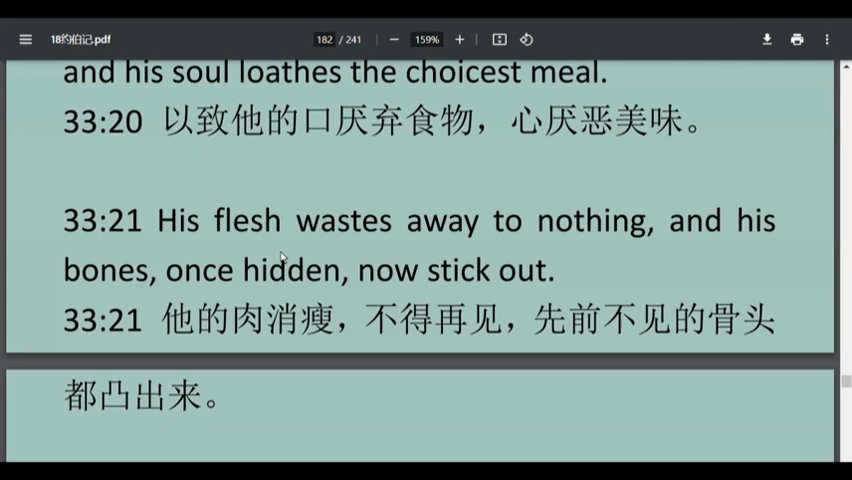 18约伯记.pdf
182 / 241
159%
and his soul loathes the choicest meal.
33:20 以致他的口厌弃食物，心厌恶美味。
33:21 His flesh wastes away to nothing, and his
bones, once hidden, now stick out.
33:21 他的肉消瘦，不得再见，先前不见的骨头
都凸出来。